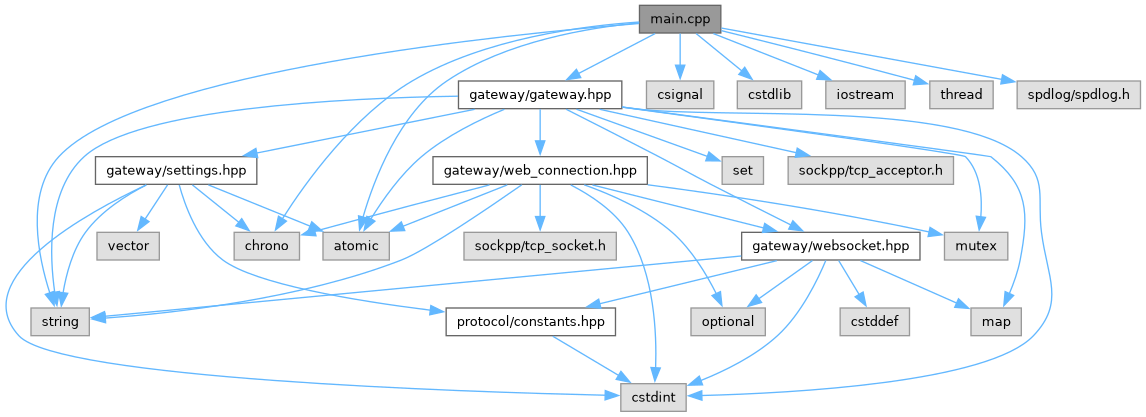 main.cpp
gateway/gateway.hpp
csignal
cstdlib
iostream
thread
spdlog/spdlog.h
gateway/settings.hpp
gateway/web_connection.hpp
set
sockpp/tcp_acceptor.h
vector
chrono
atomic
sockpp/tcp_socket.h
gateway/websocket.hpp
mutex
string
protocol/constants.hpp
optional
cstddef
map
cstdint